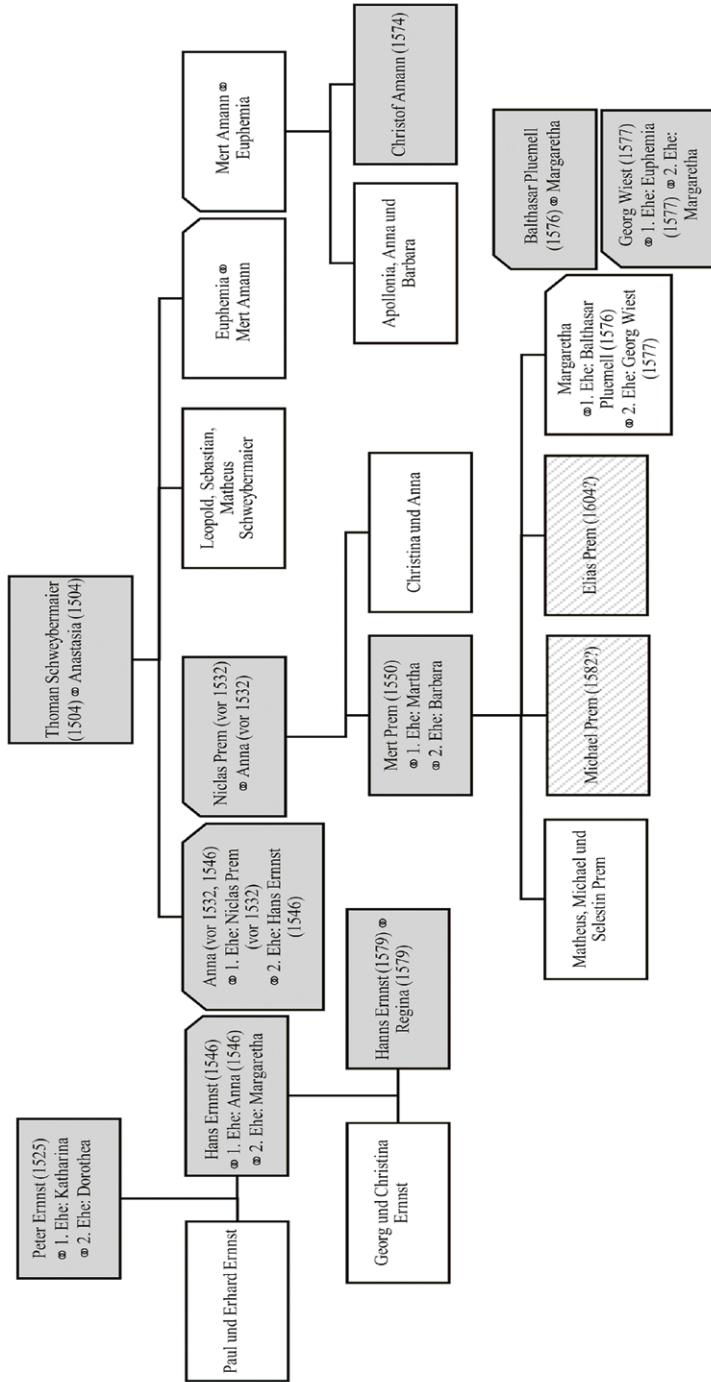 Peter Ernnst (1525)
⚭ 1. Ehe: Katharina
⚭ 2. Ehe: Dorothea
Thoman Schweybermaier
(1504) ⚭ Anastasia (1504)
Paul und Erhard Ernnst
Hans Ernnst (1546)
⚭ 1. Ehe: Anna (1546)
⚭ 2. Ehe: Margaretha
Anna (vor 1532, 1546)
⚭ 1. Ehe: Niclas Prem
(vor 1532)
⚭ 2. Ehe: Hans Ernnst
(1546)
Niclas Prem (vor 1532)
⚭ Anna (vor 1532)
Leopold, Sebastian,
Matheus
Schweybermaier
Euphemia ⚭
Mert Amann
Mert Amann ⚭
Euphemia
Georg und Christina
Ernnst
Hanns Ernnst (1579) ⚭
Regina (1579)
Mert Prem (1550)
⚭ 1. Ehe: Martha
⚭ 2. Ehe: Barbara
Christina und Anna
Apollonia, Anna und
Barbara
Christof Amann (1574)
Matheus, Michael und
Selestin Prem
Michael Prem (1582?)
Elias Prem (1604?)
Margaretha
⚭1. Ehe: Balthasar
Pluemell (1576)
⚭ 2. Ehe: Georg Wiest
(1577)
Balthasar Pluemell
(1576) ⚭ Margaretha
Georg Wiest (1577)
⚭ 1. Ehe: Euphemia
(1577) ⚭ 2. Ehe:
Margaretha